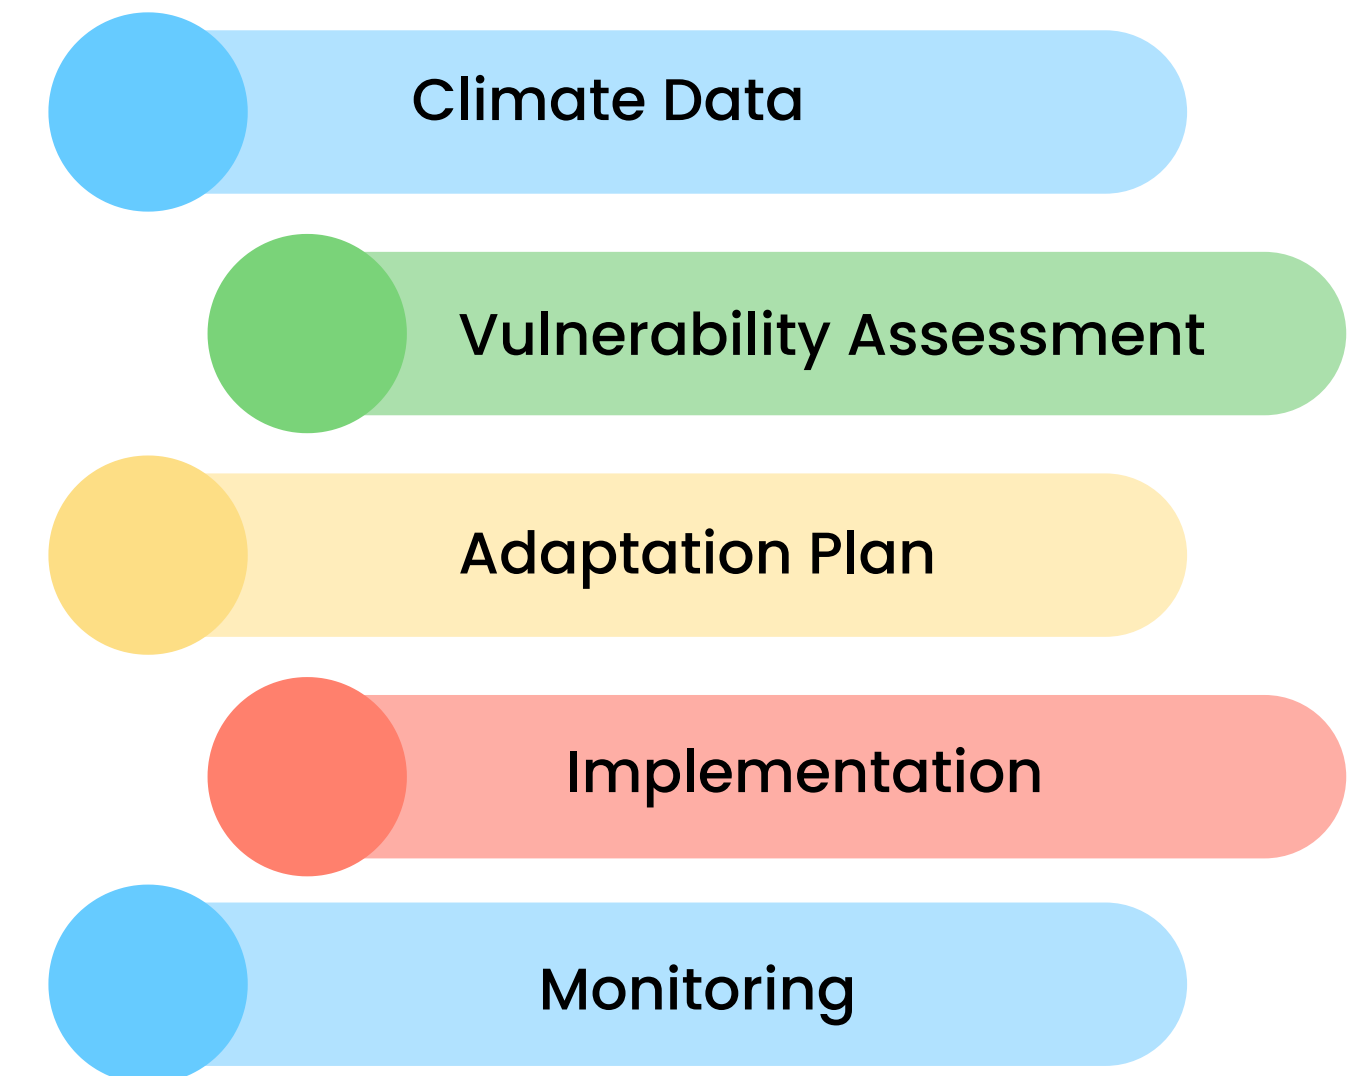 Climate Data
Vulnerability Assessment
Adaptation Plan
Implementation
Monitoring